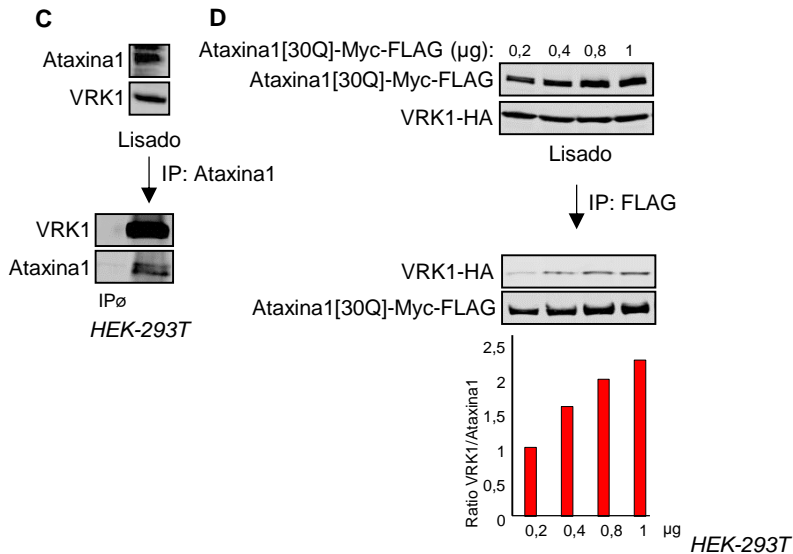 C
Ataxina1
VRK1
Lisado
IP: Ataxina1
VRK1
Ataxina1
IPø
HEK-293T
D
Ataxina1[30Q]-Myc-FLAG (µg): 0,2 0,4 0,8 1
Ataxina1[30Q]-Myc-FLAG
VRK1-HA
Lisado
IP: FLAG
VRK1-HA
Ataxina1[30Q]-Myc-FLAG
Ratio VRK1/Ataxina1
2,5
2
1,5
1
0,5
0
0,2 0,4 0,8 1 µg
HEK-293T